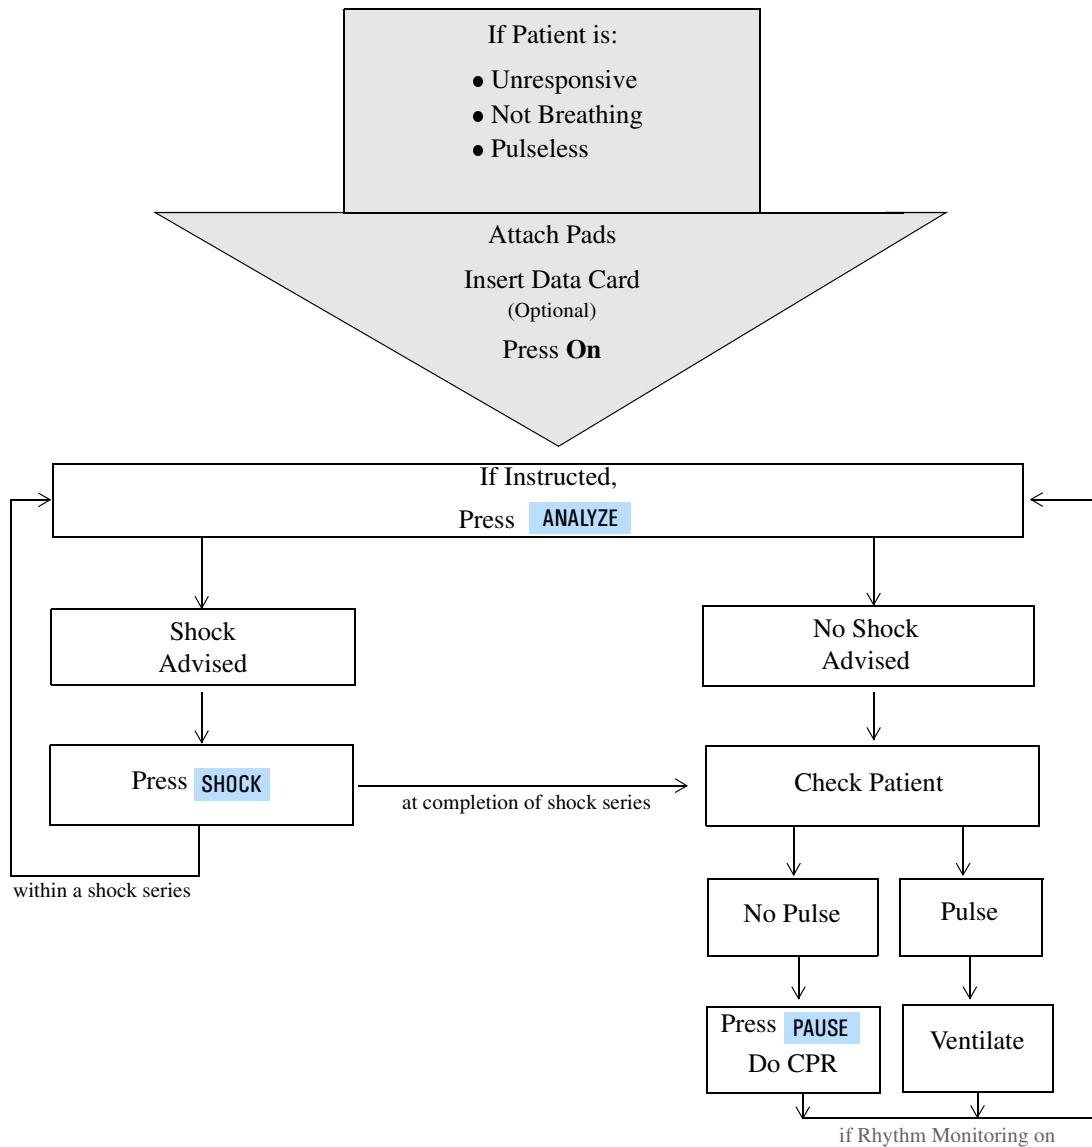 If Patient is:
• Unresponsive
• Not Breathing
• Pulseless
Attach Pads
Insert Data Card
(Optional)
Press On
If Instructed,
Press ANALYZE
Shock
Advised
No Shock
Advised
Press SHOCK
at completion of shock series
Check Patient
within a shock series
No Pulse
Pulse
Press PAUSE
Do CPR
Ventilate
if Rhythm Monitoring on